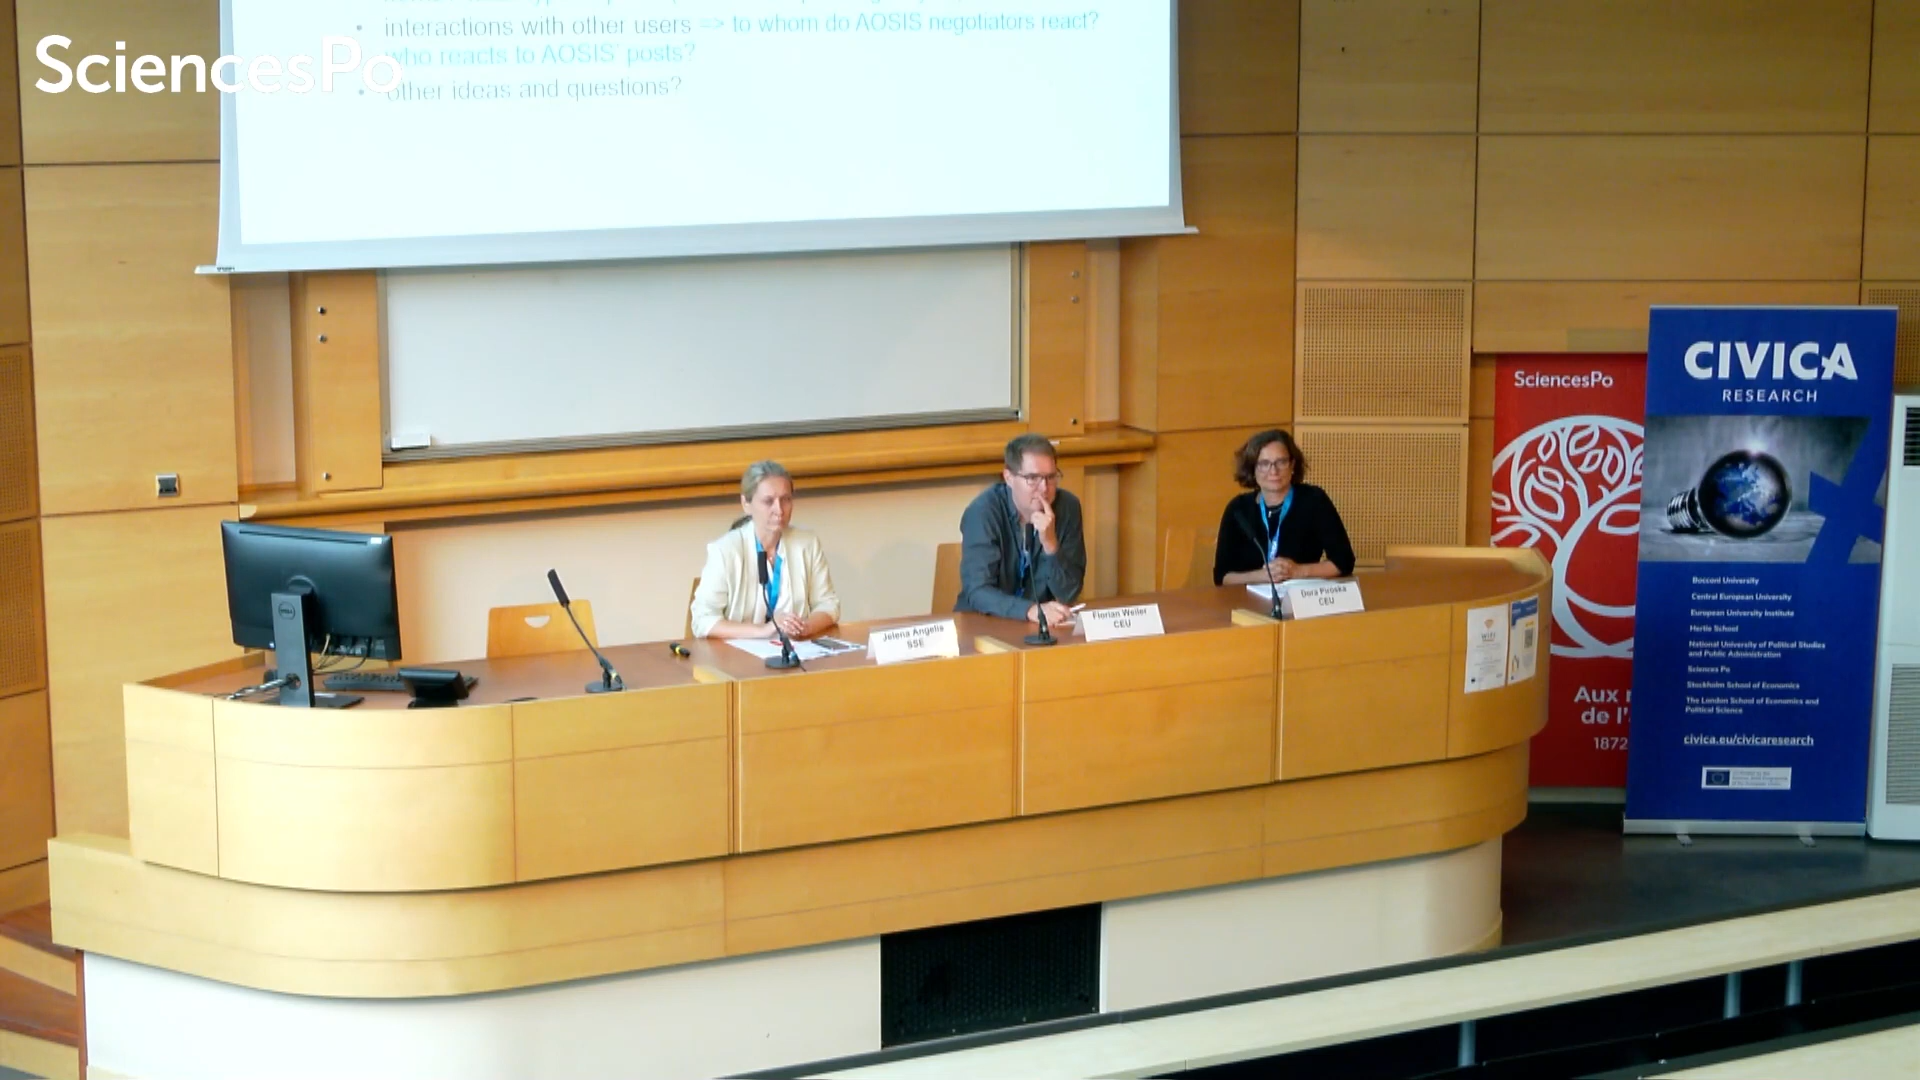 SciencesPo
• interactions with other users => to whom do AOSIS negotiators react?
who reacts to AOSIS' posts?
• other ideas and questions?
SciencesPo
Aux
de l'
1872
CIVICA
RESEARCH
Bocconi University
Central European University
European University Institute
Hertie School
National University of Political Studies
and Public Administration
Sciences Po
Stockholm School of Economics
The London School of Economics and
Political Science
civica.eu/civicaresearch
Jelena Angelis
SSE
Florian Weiler
CEU
Dora Piroska
CEU
DELL
WIFI